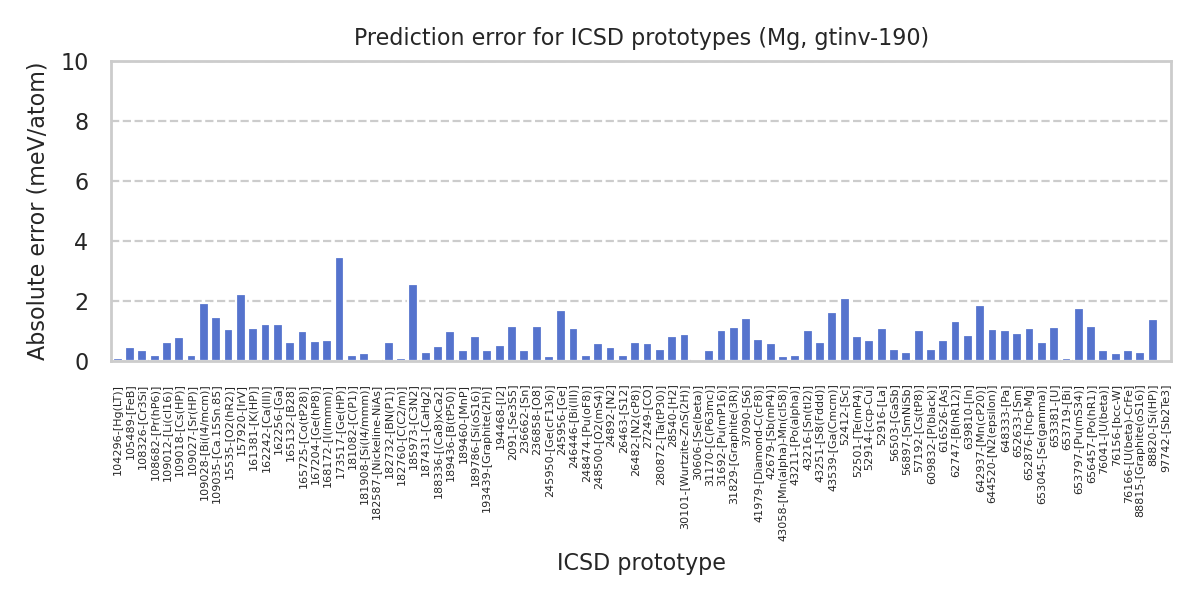 Prediction error for ICSD prototypes (Mg, gtinv-190)
Absolute error (meV/atom)
10
8
6
4
2
0
104296-[Hg(LT)]
105489-[FeB]
108326-[Cr3Si]
108682-[Pr(hP6)]
109012-[Li(cI16)]
109018-[Cs(HP)]
109027-[Sr(HP)]
109028-[Bi(I4/mcm)]
109035-[Ca.15Sn.85]
15535-[O2(hR2)]
157920-[IrV]
161381-[K(HP)]
162242-[Ca(III)]
162256-[Ga]
165132-[B28]
165725-[Co(tP28)]
167204-[Ge(hP8)]
168172-[I(Immm)]
173517-[Ge(HP)]
181082-[C(P1)]
181908-[Si(I4/mmm)]
182587-[Nickeline-NiAs]
182732-[BN(P1)]
182760-[C(C2/m)]
185973-[C3N2]
187431-[CaHg2]
188336-[(Ca8)xCa2]
189436-[B(tP50)]
189460-[MnP]
189786-[Si(oS16)]
193439-[Graphite(2H)]
194468-[I2]
2091-[Se3S5]
236662-[Sn]
236858-[O8]
245950-[Ge(cF136)]
245956-[Ge]
246446-[Bi(III)]
248474-[Pu(oF8)]
248500-[O2(mS4)]
24892-[N2]
26463-[S12]
26482-[N2(cP8)]
27249-[CO]
280872-[Ta(tP30)]
28540-[H2]
30101-[Wurtzite-ZnS(2H)]
30606-[Se(beta)]
31170-[C(P63mc)]
31692-[Pu(mP16)]
31829-[Graphite(3R)]
37090-[S6]
41979-[Diamond-C(cF8)]
42679-[Sb(mP4)]
43058-[Mn(alpha)-Mn(cI58)]
43211-[Po(alpha)]
43216-[Sn(tI2)]
43251-[S8(Fddd)]
43539-[Ga(Cmcm)]
52412-[Sc]
52501-[Te(mP4)]
52914-[fcc-Cu]
52916-[La]
56503-[GaSb]
56897-[SmNiSb]
57192-[Cs(tP8)]
609832-[P(black)]
616526-[As]
62747-[B(hR12)]
639810-[In]
642937-[Mn(cP20)]
644520-[N2(epsilon)]
648333-[Pa]
652633-[Sm]
652876-[hcp-Mg]
653045-[Se(gamma)]
653381-[U]
653719-[Bi]
653797-[Pu(mS34)]
656457-[Po(hR1)]
76041-[U(beta)]
76156-[bcc-W]
76166-[U(beta)-CrFe]
88815-[Graphite(oS16)]
88820-[Si(HP)]
97742-[Sb2Te3]
ICSD prototype